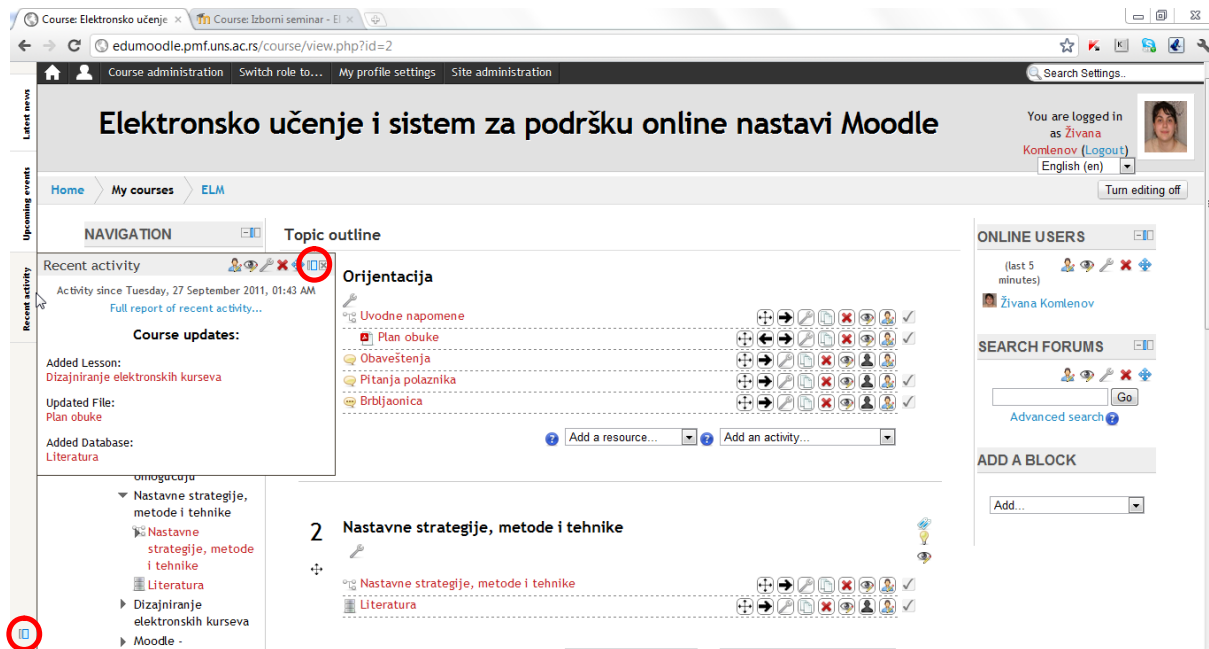 Course: Elektronsko učenje
Course: Izborni seminar - El
edumoodle.pmf.uns.ac.rs/course/view.php?id=2
Course administration Switch role to... My profile settings Site administration
Search Settings..
Latest news
Upcoming events
Recent activity
Elektronsko učenje i sistem za podršku online nastavi Moodle
You are logged in
as Živana
Komlenov (Logout)
English (en)
Home My courses ELM
Turn editing off
NAVIGATION
Recent activity
Activity since Tuesday, 27 September 2011, 01:43 AM
Full report of recent activity...
Course updates:
Added Lesson:
Dizajniranje elektronskih kurseva
Updated File:
Plan obuke
Added Database:
Literatura
omogućuju
Nastavne strategije,
metode i tehnike
Nastavne
strategije, metode
i tehnike
Literatura
Dizajniranje
elektronskih kurseva
Moodle -
Topic outline
Orijentacija
Uvodne napomene
Plan obuke
Obaveštenja
Pitanja polaznika
Brbljaonica
Add a resource... Add an activity...
2 Nastavne strategije, metode i tehnike
Nastavne strategije, metode i tehnike
Literatura
ONLINE USERS
(last 5
minutes)
Živana Komlenov
SEARCH FORUMS
Go
Advanced search
ADD A BLOCK
Add...